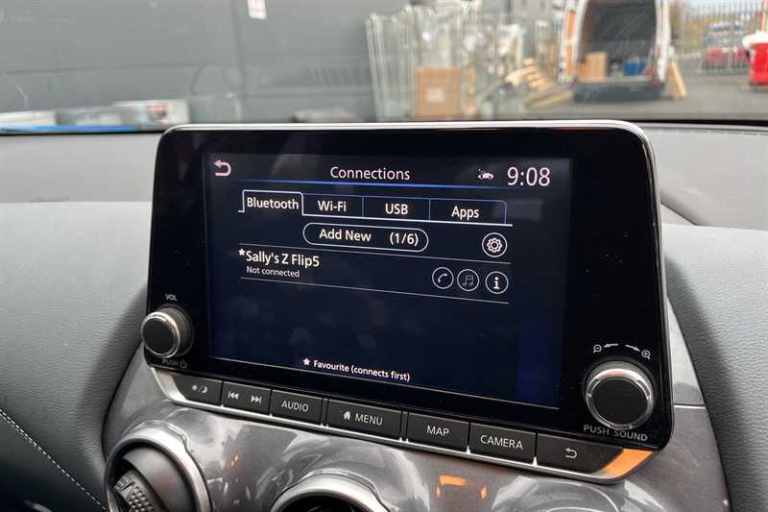 Connections
9:08
Bluetooth
Wi-Fi
USB
Apps
Add New (1/6)
★Sally's Z Flip5
Not connected
i
★ Favourite (connects first)
VOL
PUSH
AUDIO
MENU
MAP
CAMERA
PUSH SOUND